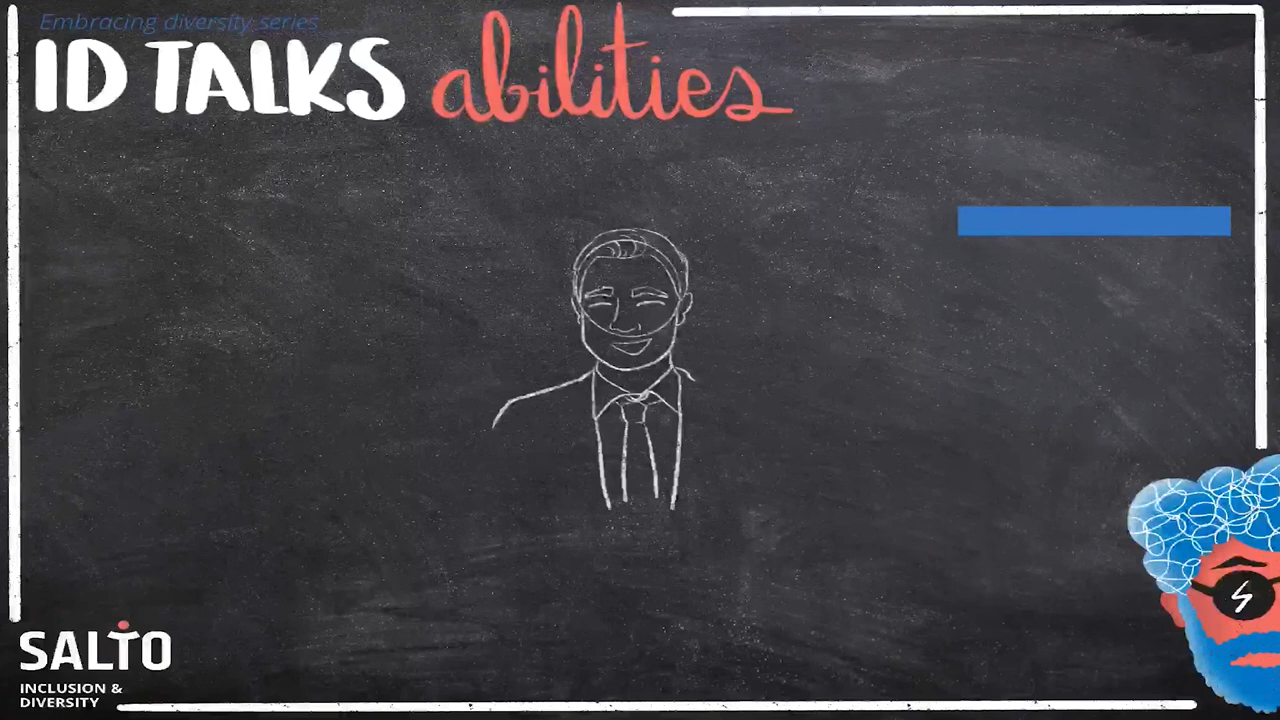 Embracing diversity series
ID TALKS abilities
SALTO
INCLUSION &
DIVERSITY